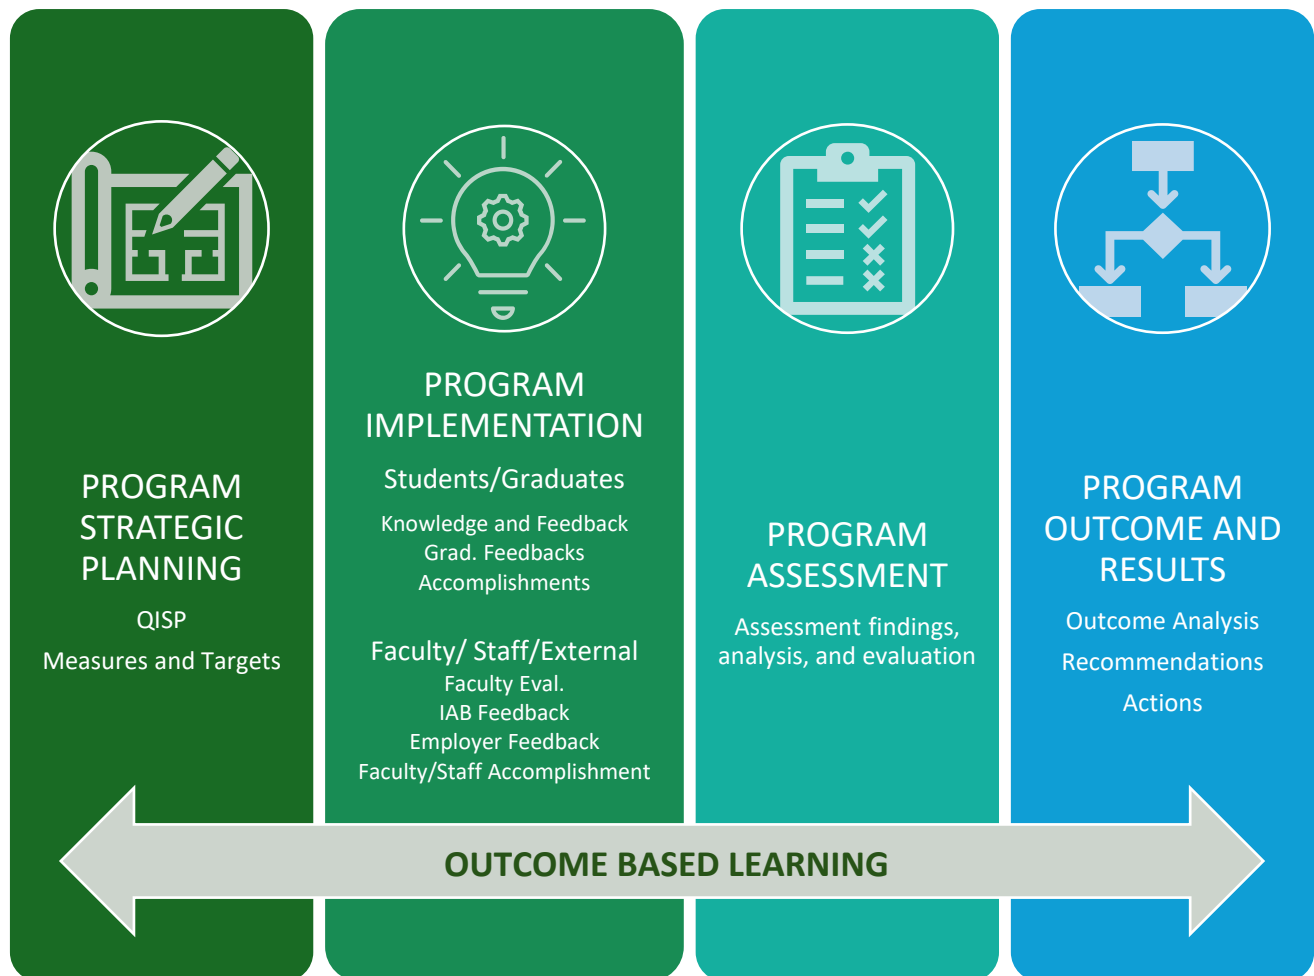 PROGRAM
STRATEGIC
PLANNING
QISP
Measures and Targets
PROGRAM
IMPLEMENTATION
Students/Graduates
Knowledge and Feedback
Grad. Feedbacks
Accomplishments
Faculty/ Staff/External
Faculty Eval.
IAB Feedback
Employer Feedback
Faculty/Staff Accomplishment
PROGRAM
ASSESSMENT
Assessment findings,
analysis, and evaluation
PROGRAM
OUTCOME AND
RESULTS
Outcome Analysis
Recommendations
Actions
OUTCOME BASED LEARNING